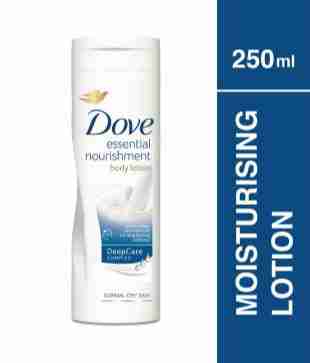 Dove
essential
nourishment
body lotion
DeepCare
COMPLEX
NORMAL-DRY SKIN
250ml
MOISTURISING
LOTION